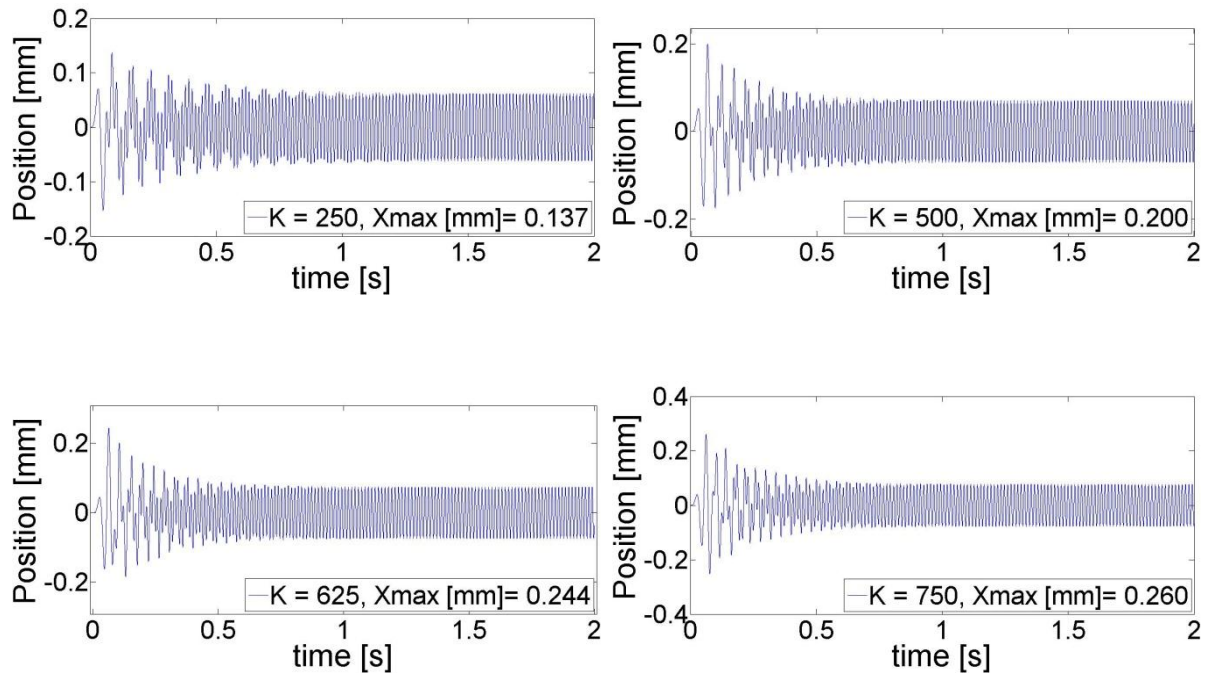 0.2
0.1
0
-0.1
-0.2
Position [mm]
K = 250, Xmax [mm]= 0.137
0 0.5 1 1.5 2
time [s]
0.2
0
-0.2
Position [mm]
K = 500, Xmax [mm]= 0.200
0 0.5 1 1.5 2
time [s]
0.2
0
-0.2
Position [mm]
K = 625, Xmax [mm]= 0.244
0 0.5 1 1.5 2
time [s]
0.4
0.2
0
-0.2
-0.4
Position [mm]
K = 750, Xmax [mm]= 0.260
0 0.5 1 1.5 2
time [s]